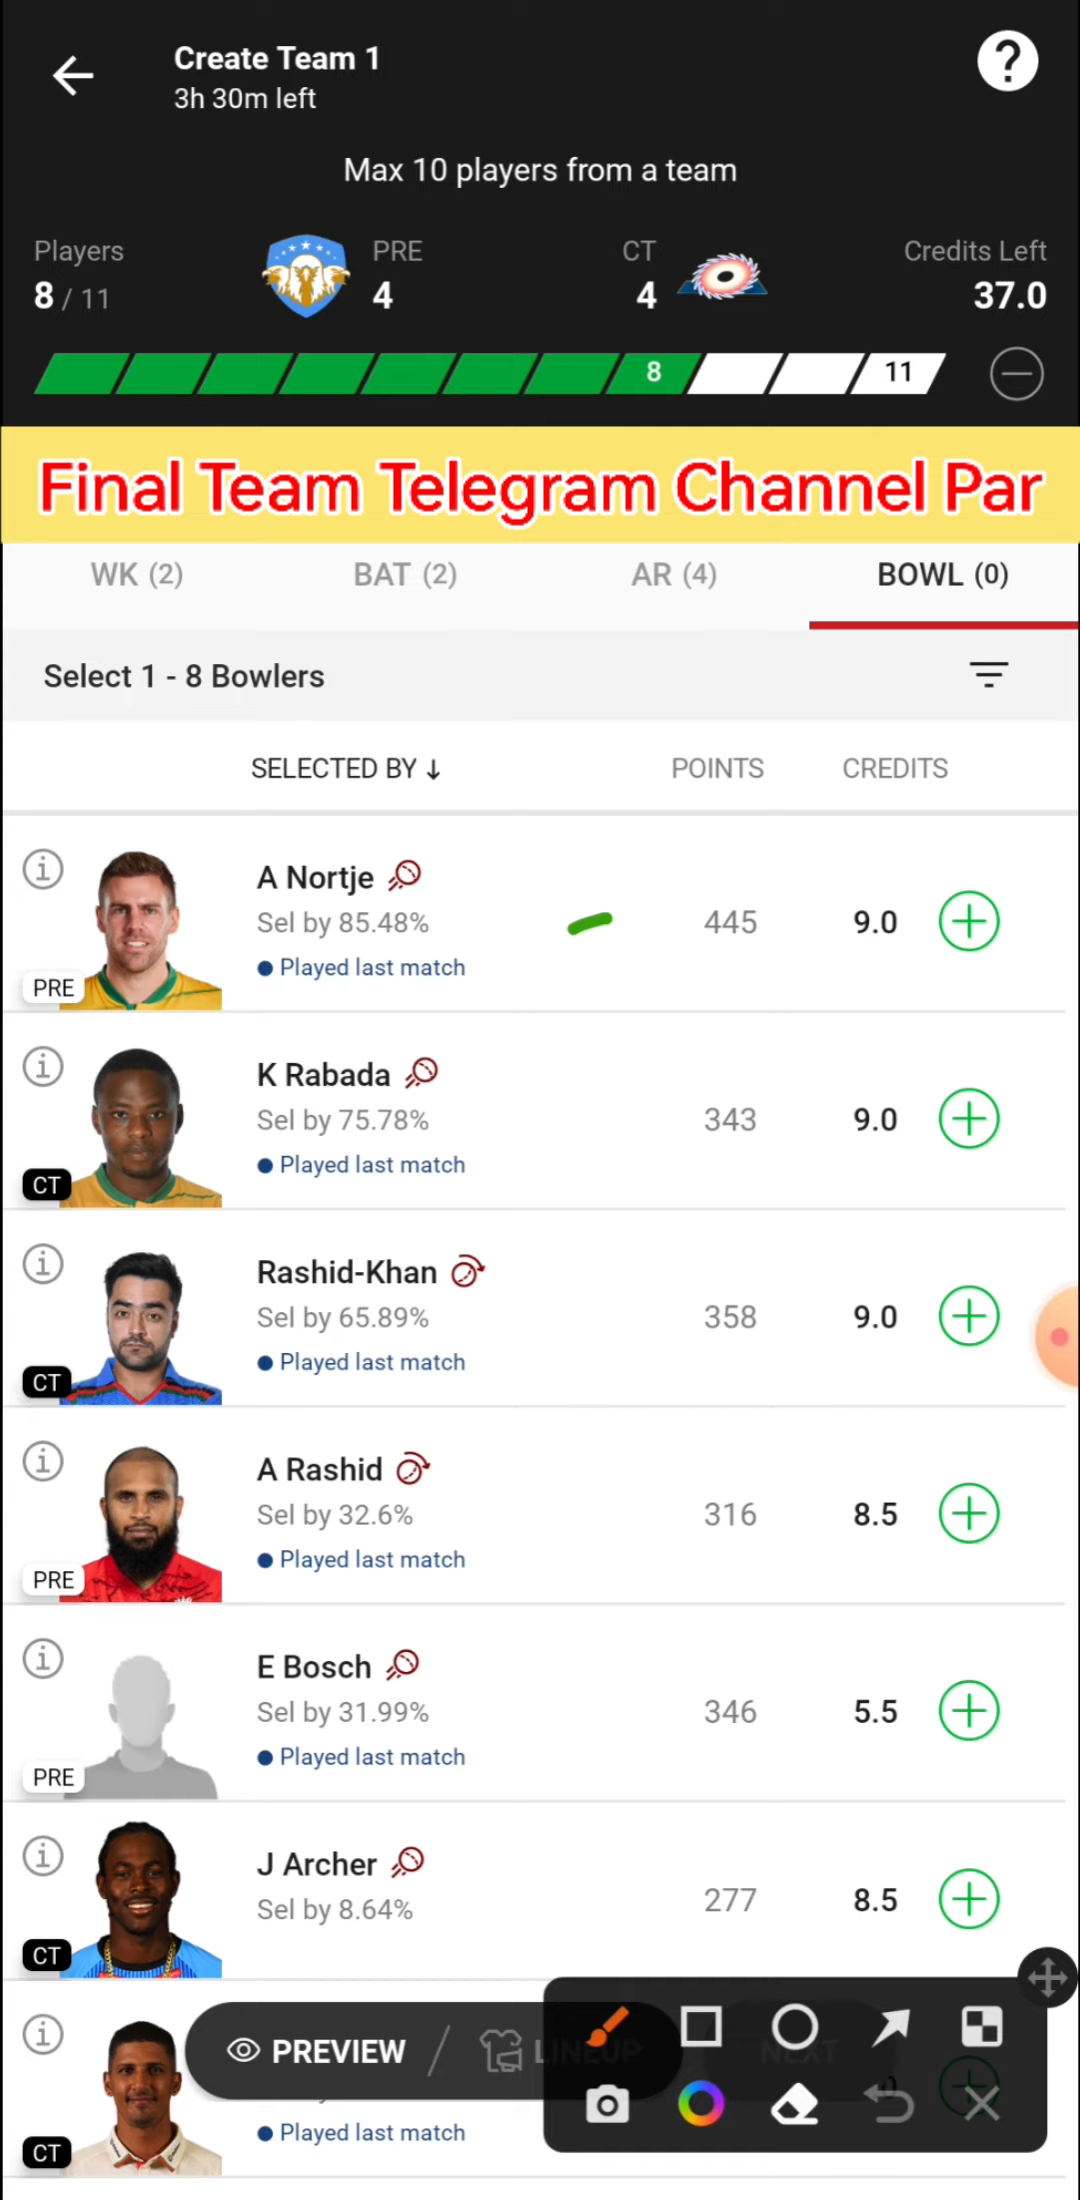 Create Team 1
3h 30m left
?
Max 10 players from a team
Players PRE CT Credits Left
8 / 11 4 4 37.0
8 11
Final Team Telegram Channel Par
WK (2) BAT (2) AR (4) BOWL (0)
Select 1 - 8 Bowlers
SELECTED BY ↓ POINTS CREDITS
A Nortje
Sel by 85.48% 445 9.0
Played last match
PRE
K Rabada
Sel by 75.78% 343 9.0
Played last match
CT
Rashid-Khan
Sel by 65.89% 358 9.0
Played last match
CT
A Rashid
Sel by 32.6% 316 8.5
Played last match
PRE
E Bosch
Sel by 31.99% 346 5.5
Played last match
PRE
J Archer
Sel by 8.64% 277 8.5
CT
PREVIEW / LINEUP NEXT
Played last match
CT